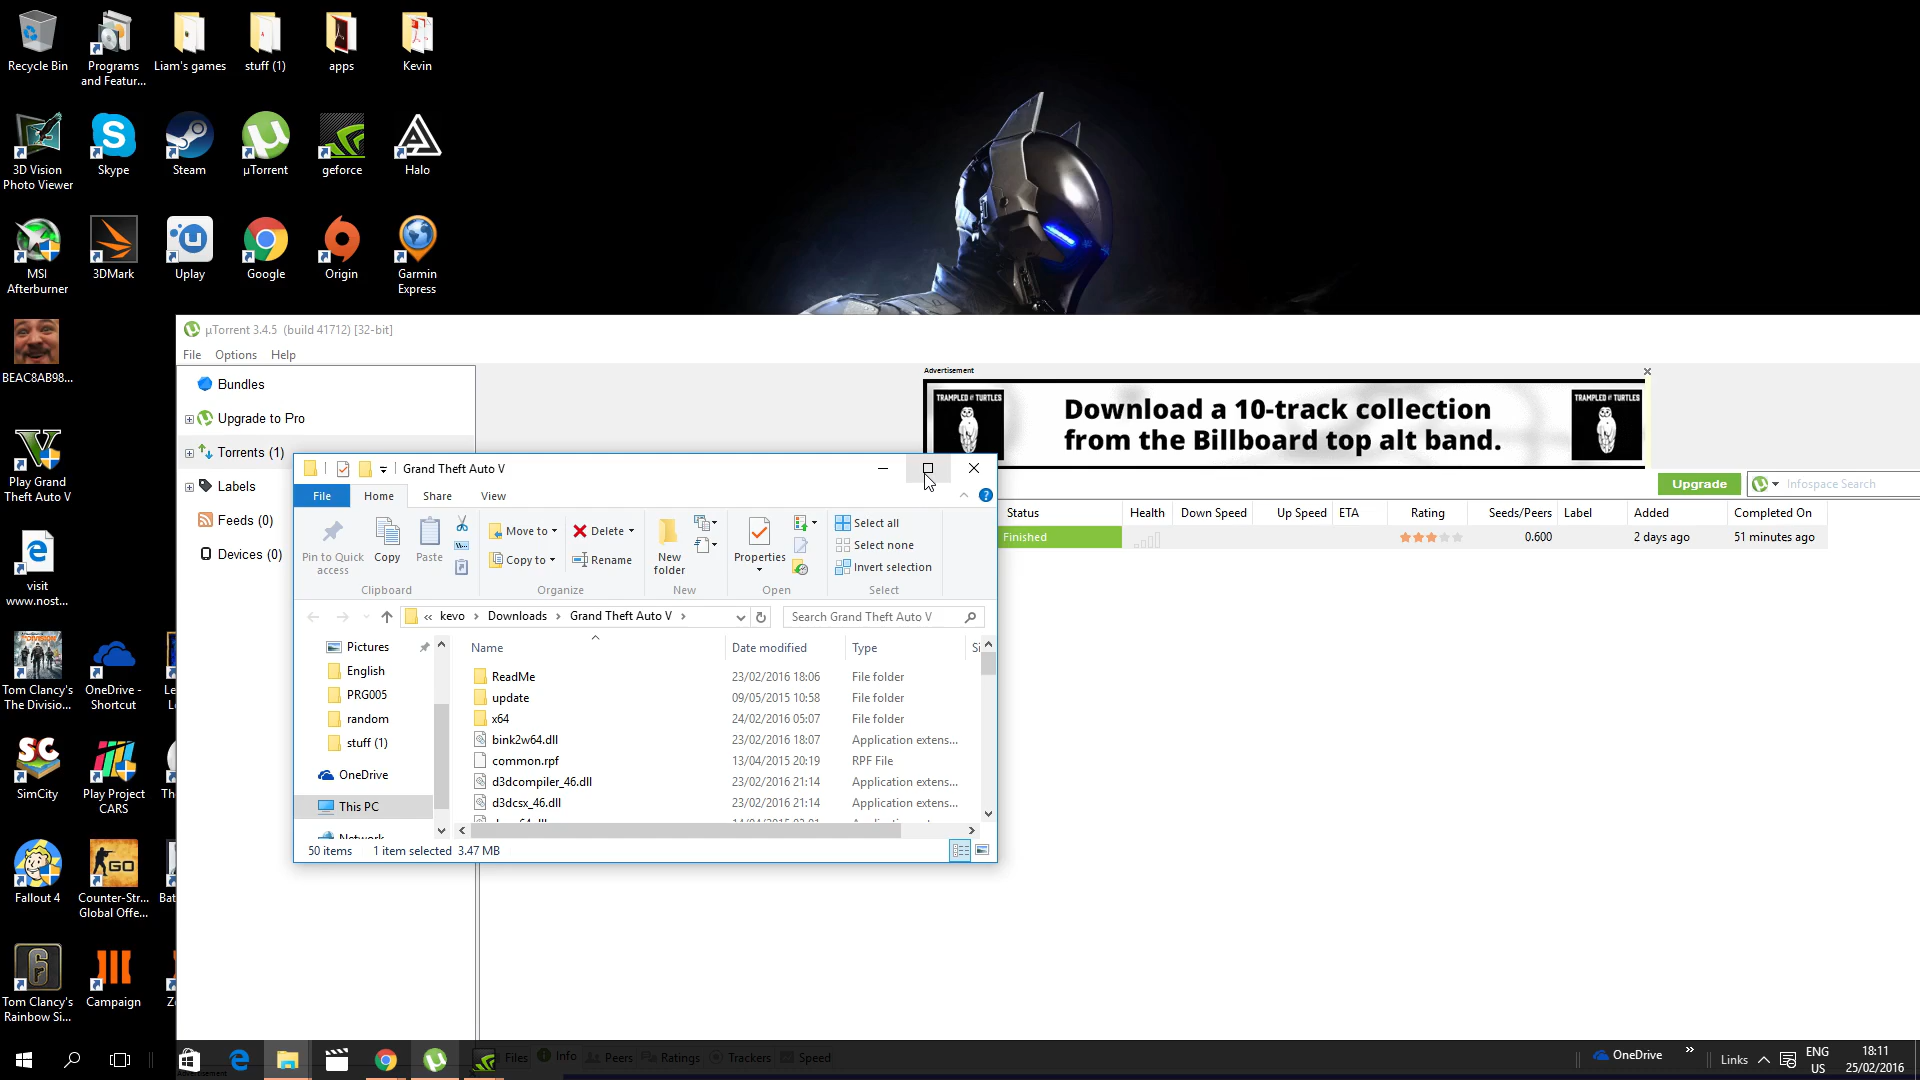 Recycle Bin
Programs
and Featur...
Liam's games
stuff (1)
apps
Kevin
3D Vision
Photo Viewer
Skype
Steam
µTorrent
geforce
Halo
MSI
Afterburner
3DMark
Uplay
Google
Origin
Garmin
Express
BEAC8AB98...
Play Grand
Theft Auto V
visit
www.nost...
Tom Clancy's
The Divisio...
OneDrive -
Shortcut
SimCity
Play Project
CARS
Fallout 4
Counter-Str...
Global Offe...
Tom Clancy's
Rainbow Si...
Campaign
µTorrent 3.4.5 (build 41712) [32-bit]
File Options Help
Bundles
Upgrade to Pro
Torrents (1)
Labels
Feeds (0)
Devices (0)
Advertisement
TRAMPLED BY TURTLES
Download a 10-track collection
from the Billboard top alt band.
TRAMPLED BY TURTLES
Upgrade
Infospace Search
Status Health Down Speed Up Speed ETA Rating Seeds/Peers Label Added Completed On
Finished 0.600 2 days ago 51 minutes ago
Grand Theft Auto V
File Home Share View
Pin to Quick
access
Copy
Paste
Move to
Copy to
Delete
Rename
New
folder
Properties
Select all
Select none
Invert selection
Clipboard Organize New Open Select
« kevo > Downloads > Grand Theft Auto V >
Search Grand Theft Auto V
Pictures
English
PRG005
random
stuff (1)
OneDrive
This PC
Network
Name Date modified Type Si
ReadMe 23/02/2016 18:06 File folder
update 09/05/2015 10:58 File folder
x64 24/02/2016 05:07 File folder
bink2w64.dll 23/02/2016 18:07 Application extens...
common.rpf 13/04/2015 20:19 RPF File
d3dcompiler_46.dll 23/02/2016 21:14 Application extens...
d3dcsx_46.dll 23/02/2016 21:14 Application extens...
50 items 1 item selected 3.47 MB
Files Info Peers Ratings Trackers Speed
OneDrive
Links
ENG
US
18:11
25/02/2016